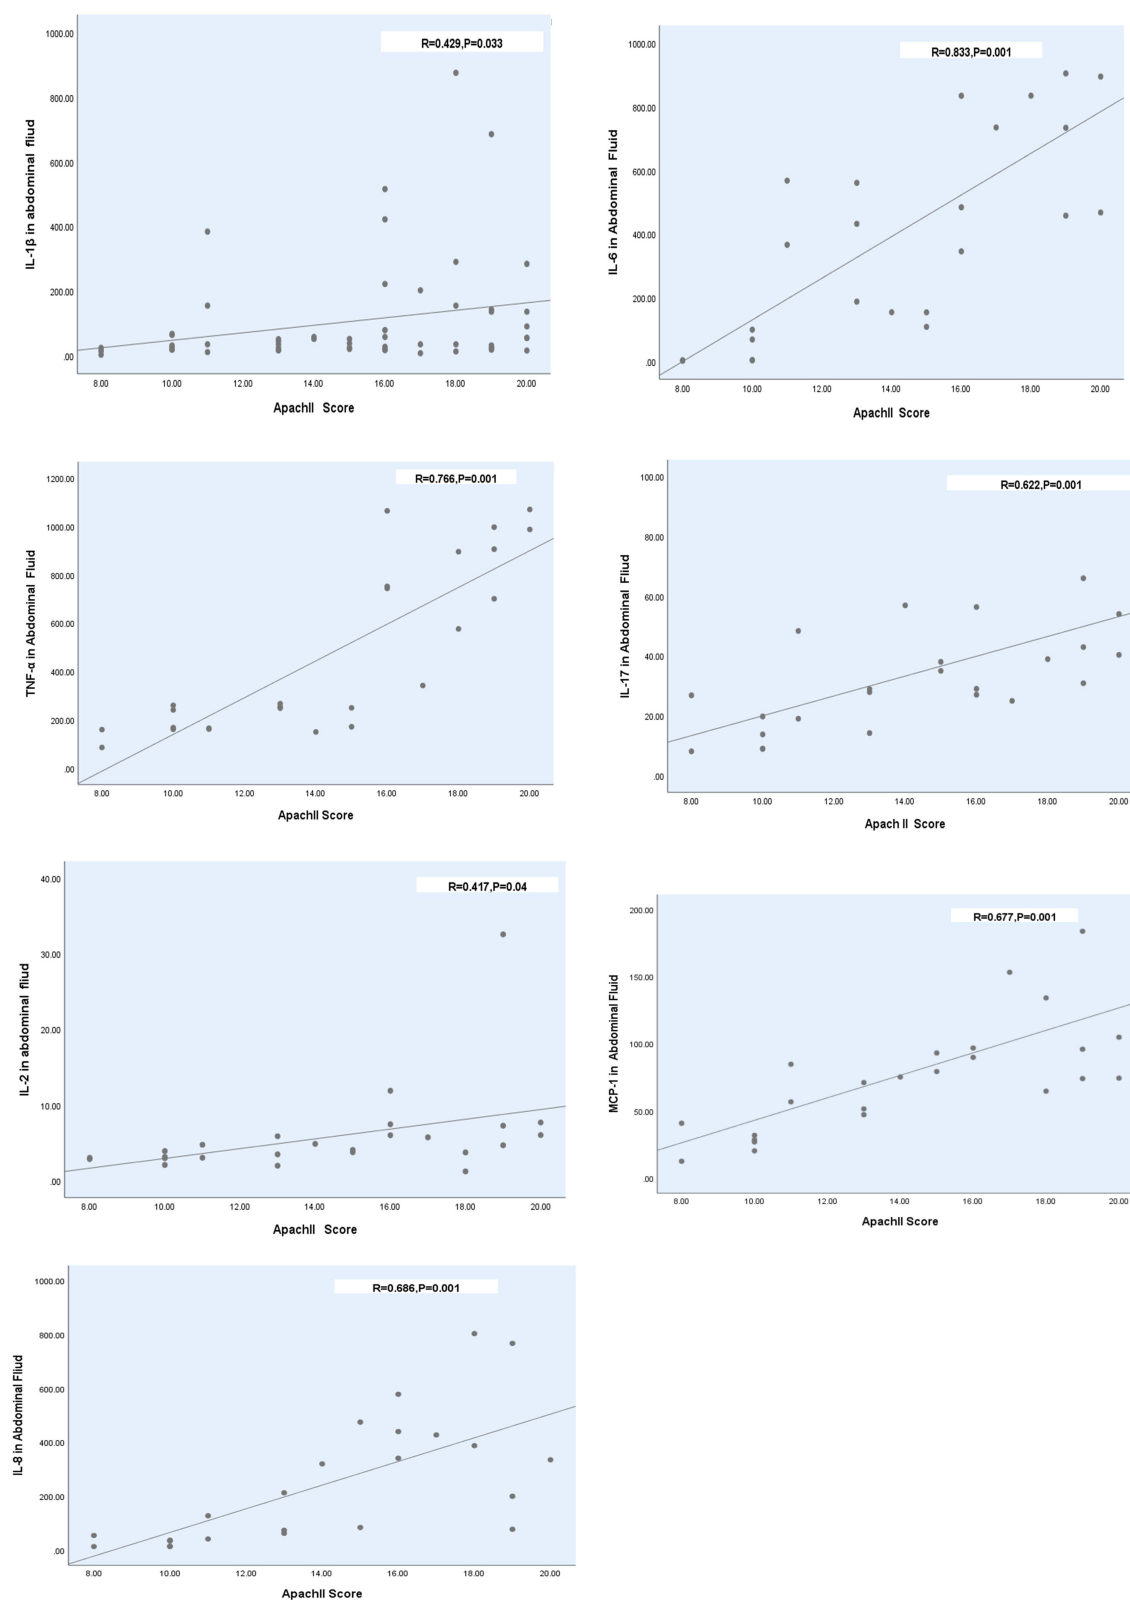 R=0.429,P=0.033
1000.00
800.00
600.00
400.00
200.00
.00
IL-1β in abdominal fliud
8.00 10.00 12.00 14.00 16.00 18.00 20.00
ApachII Score
R=0.833,P=0.001
1000.00
800.00
600.00
400.00
200.00
.00
IL-6 in Abdominal Fluid
8.00 10.00 12.00 14.00 16.00 18.00 20.00
ApachII Score
R=0.766,P=0.001
1200.00
1000.00
800.00
600.00
400.00
200.00
.00
TNF-α in Abdominal Fluid
8.00 10.00 12.00 14.00 16.00 18.00 20.00
ApachII Score
R=0.622,P=0.001
100.00
80.00
60.00
40.00
20.00
.00
IL-17 in Abdominal Fliud
8.00 10.00 12.00 14.00 16.00 18.00 20.00
Apach II Score
R=0.417,P=0.04
40.00
30.00
20.00
10.00
.00
IL-2 in abdominal fliud
8.00 10.00 12.00 14.00 16.00 18.00 20.00
ApachII Score
R=0.677,P=0.001
200.00
150.00
100.00
50.00
.00
MCP-1 in Abdominal Fluid
8.00 10.00 12.00 14.00 16.00 18.00 20.00
ApachII Score
R=0.686,P=0.001
1000.00
800.00
600.00
400.00
200.00
.00
IL-8 in Abdominal Fliud
8.00 10.00 12.00 14.00 16.00 18.00 20.00
ApachII Score